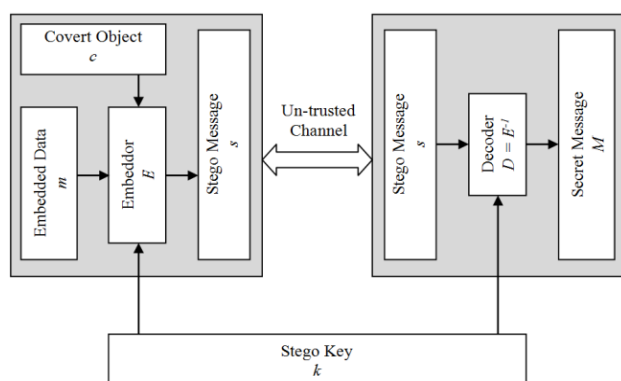 Covert Object
c
Embedded Data
m
Embeddor
E
Stego Message
s
Un-trusted
Channel
Stego Message
s
Decoder
D = E⁻¹
Secret Message
M
Stego Key
k